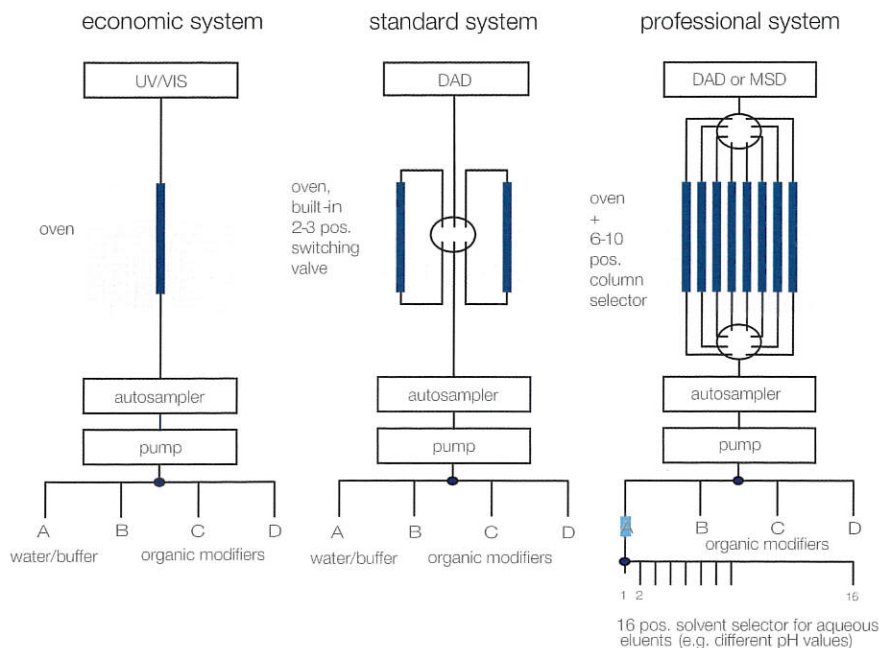 economic system
UV/VIS
oven
autosampler
pump
A B C D
water/buffer organic modifiers
standard system
DAD
oven,
built-in
2-3 pos.
switching
valve
autosampler
pump
A B C D
water/buffer organic modifiers
professional system
DAD or MSD
oven
+
6-10
pos.
column
selector
autosampler
pump
A B C D
organic modifiers
1 2 16
16 pos. solvent selector for aqueous
eluents (e.g. different pH values)